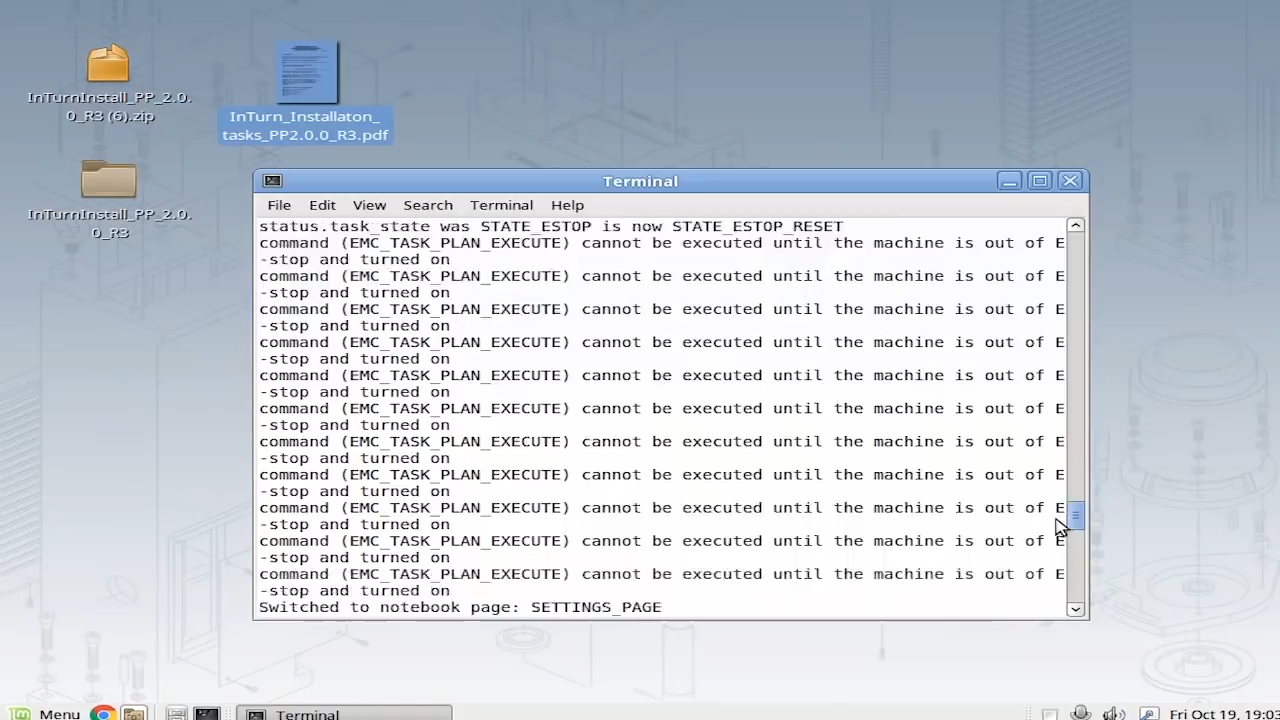 InTurnInstall_PP_2.0.
0_R3 (6).zip
InTurn_Installaton_
tasks_PP2.0.0_R3.pdf
InTurnInstall_PP_2.0.
0_R3
Terminal
File Edit View Search Terminal Help
status.task_state was STATE_ESTOP is now STATE_ESTOP_RESET
command (EMC_TASK_PLAN_EXECUTE) cannot be executed until the machine is out of E
-stop and turned on
command (EMC_TASK_PLAN_EXECUTE) cannot be executed until the machine is out of E
-stop and turned on
command (EMC_TASK_PLAN_EXECUTE) cannot be executed until the machine is out of E
-stop and turned on
command (EMC_TASK_PLAN_EXECUTE) cannot be executed until the machine is out of E
-stop and turned on
command (EMC_TASK_PLAN_EXECUTE) cannot be executed until the machine is out of E
-stop and turned on
command (EMC_TASK_PLAN_EXECUTE) cannot be executed until the machine is out of E
-stop and turned on
command (EMC_TASK_PLAN_EXECUTE) cannot be executed until the machine is out of E
-stop and turned on
command (EMC_TASK_PLAN_EXECUTE) cannot be executed until the machine is out of E
-stop and turned on
command (EMC_TASK_PLAN_EXECUTE) cannot be executed until the machine is out of E
-stop and turned on
command (EMC_TASK_PLAN_EXECUTE) cannot be executed until the machine is out of E
-stop and turned on
command (EMC_TASK_PLAN_EXECUTE) cannot be executed until the machine is out of E
-stop and turned on
Switched to notebook page: SETTINGS_PAGE
Menu Terminal Fri Oct 19, 19:03